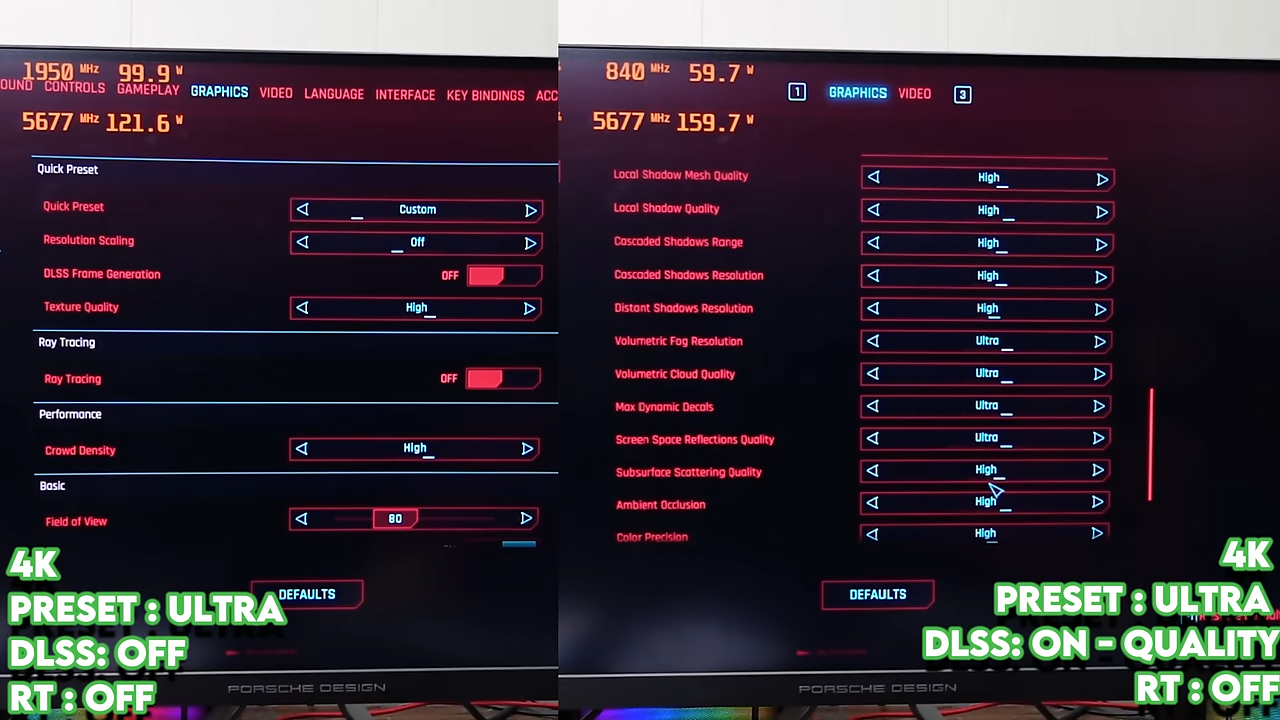 1950 MHz 99.9 W
OUND CONTROLS GAMEPLAY GRAPHICS VIDEO LANGUAGE INTERFACE KEY BINDINGS ACC
5677 MHz 121.6 W
Quick Preset
Quick Preset Custom
Resolution Scaling Off
DLSS Frame Generation OFF
Texture Quality High
Ray Tracing
Ray Tracing OFF
Performance
Crowd Density High
Basic
Field of View 80
DEFAULTS
4K
PRESET : ULTRA
DLSS: OFF
RT : OFF
PORSCHE DESIGN
840 MHz 59.7 W
1 GRAPHICS VIDEO 3
5677 MHz 159.7 W
Local Shadow Mesh Quality High
Local Shadow Quality High
Cascaded Shadows Range High
Cascaded Shadows Resolution High
Distant Shadows Resolution High
Volumetric Fog Resolution Ultra
Volumetric Cloud Quality Ultra
Max Dynamic Decals Ultra
Screen Space Reflections Quality Ultra
Subsurface Scattering Quality High
Ambient Occlusion High
Color Precision High
DEFAULTS
4K
PRESET : ULTRA
DLSS: ON - QUALITY
RT : OFF
PORSCHE DESIGN